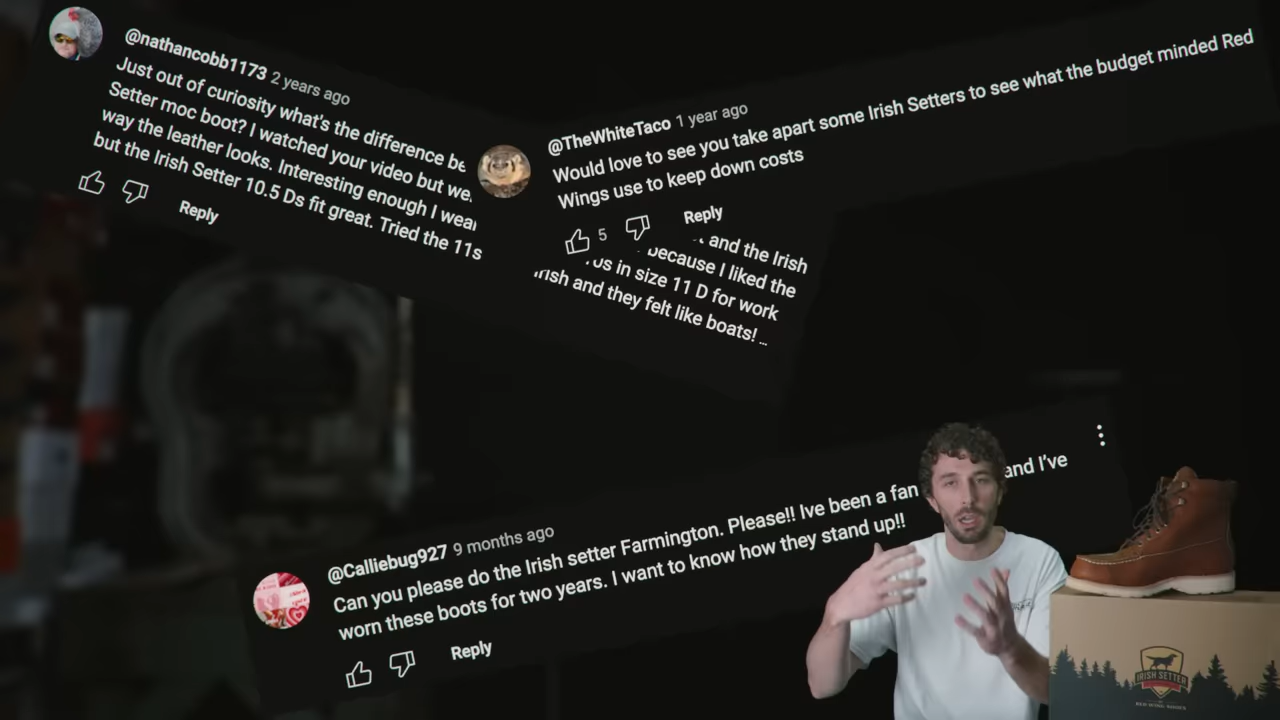 @nathancobb1173 2 years ago
Just out of curiosity what's the difference be
Setter moc boot? I watched your video but we
way the leather looks. Interesting enough I wear
but the Irish Setter 10.5 Ds fit great. Tried the 11s
Reply
@TheWhiteTaco 1 year ago
Would love to see you take apart some Irish Setters to see what the budget minded Red
Wings use to keep down costs
5
Reply
and the Irish
because I liked the
in size 11 D for work
and they felt like boats! ...
@Calliebug927 9 months ago
Can you please do the Irish setter Farmington. Please!! Ive been a fan and I've
worn these boots for two years. I want to know how they stand up!!
Reply
IRISH SETTER
RED WING SHOES